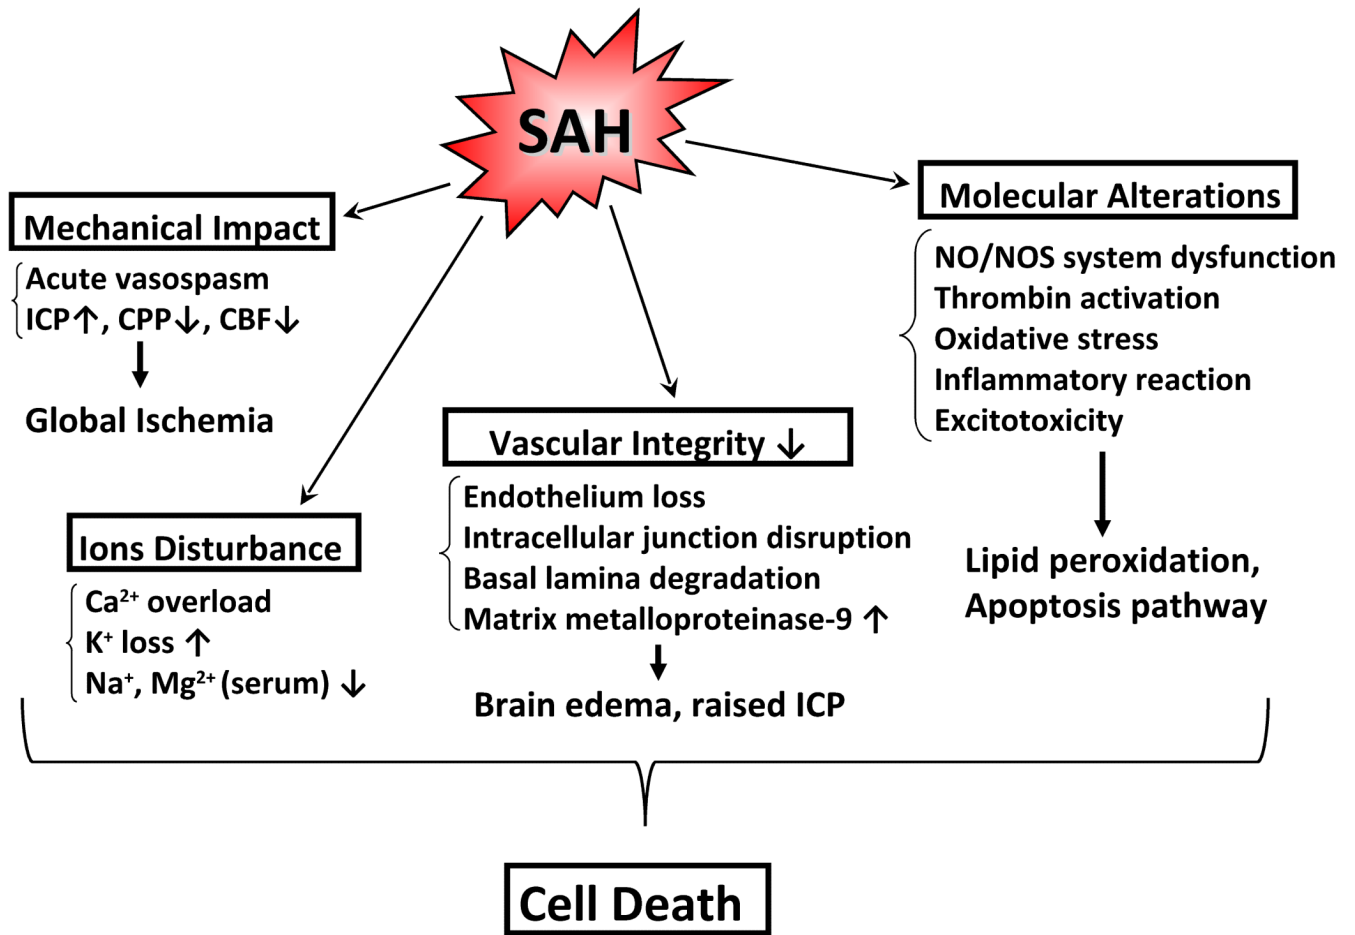 SAH
Mechanical Impact
Acute vasospasm
ICP↑, CPP↓, CBF↓
Global Ischemia
Ions Disturbance
Ca²⁺ overload
K⁺ loss ↑
Na⁺, Mg²⁺ (serum) ↓
Vascular Integrity ↓
Endothelium loss
Intracellular junction disruption
Basal lamina degradation
Matrix metalloproteinase-9 ↑
Brain edema, raised ICP
Molecular Alterations
NO/NOS system dysfunction
Thrombin activation
Oxidative stress
Inflammatory reaction
Excitotoxicity
Lipid peroxidation,
Apoptosis pathway
Cell Death